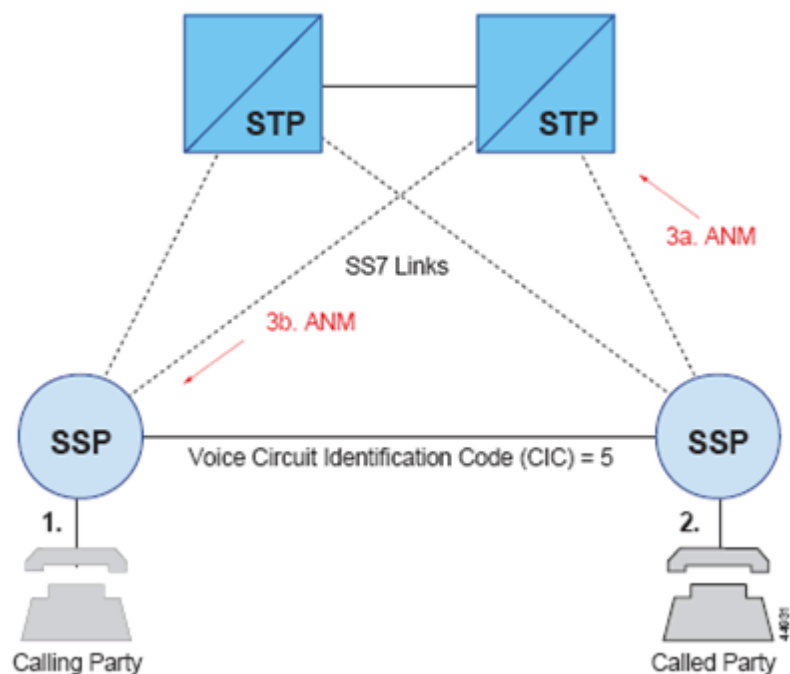 STP
STP
3a. ANM
SS7 Links
3b. ANM
SSP
SSP
Voice Circuit Identification Code (CIC) = 5
1.
2.
44931
Calling Party
Called Party